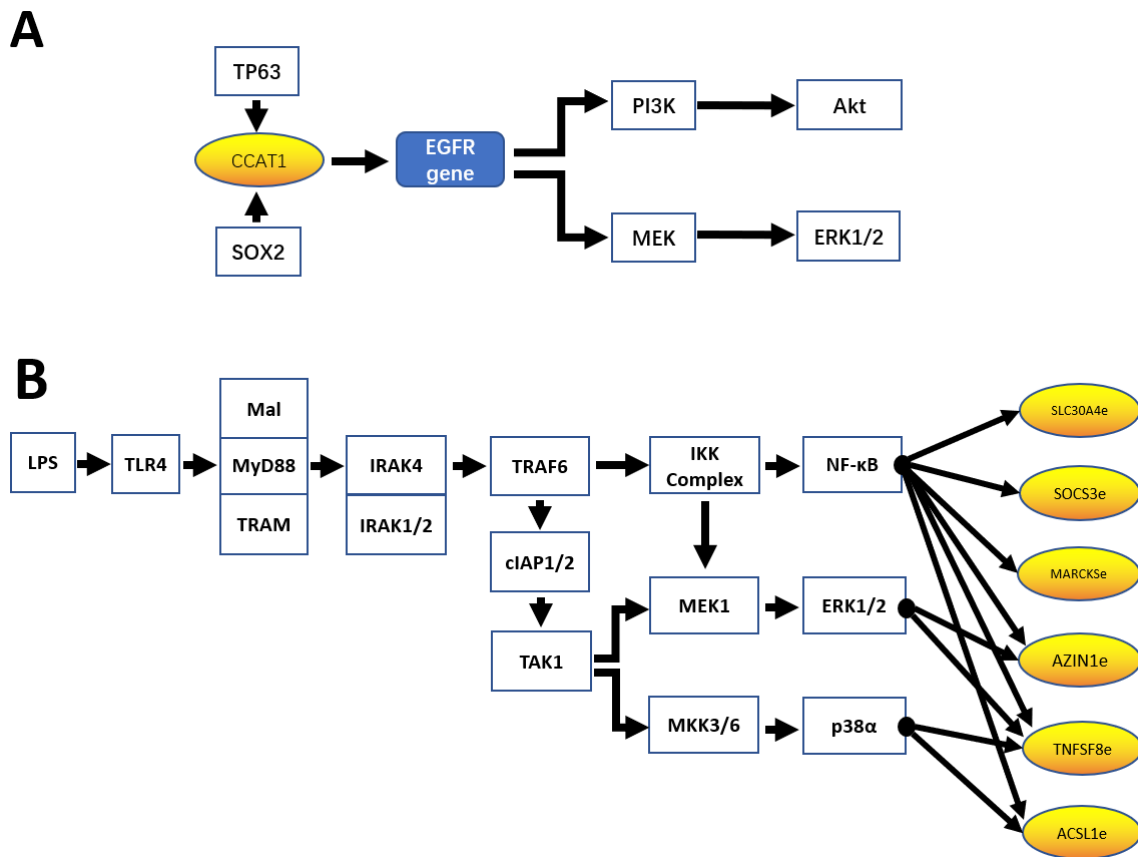 A
TP63
CCAT1
EGFR
gene
SOX2
PI3K
Akt
MEK
ERK1/2
B
LPS
TLR4
Mal
MyD88
TRAM
IRAK4
IRAK1/2
TRAF6
cIAP1/2
TAK1
IKK
Complex
NF-κB
MEK1
ERK1/2
MKK3/6
p38α
SLC30A4e
SOCS3e
MARCKSe
AZIN1e
TNFSF8e
ACSL1e